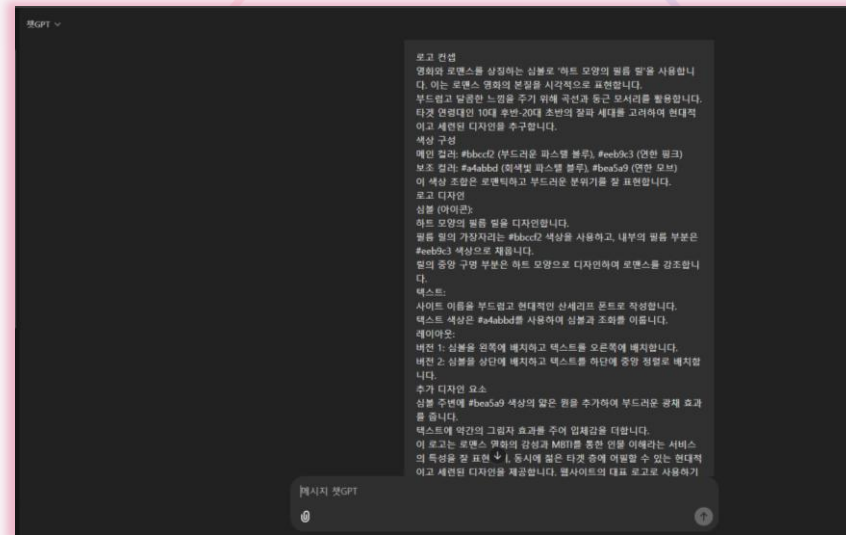 챗GPT
로고 컨셉
영화와 로맨스를 상징하는 심볼로 '하트 모양의 필름 릴'을 사용합니
다. 이는 로맨스 영화의 본질을 시각적으로 표현합니다.
부드럽고 달콤한 느낌을 주기 위해 곡선과 둥근 모서리를 활용합니다.
타겟 연령대인 10대 후반-20대 초반의 잘파 세대를 고려하여 현대적
이고 세련된 디자인을 추구합니다.
색상 구성
메인 컬러: #bbccf2 (부드러운 파스텔 블루), #eeb9c3 (연한 핑크)
보조 컬러: #a4abbd (회색빛 파스텔 블루), #bea5a9 (연한 모브)
이 색상 조합은 로맨틱하고 부드러운 분위기를 잘 표현합니다.
로고 디자인
심볼 (아이콘):
하트 모양의 필름 릴을 디자인합니다.
필름 릴의 가장자리는 #bbccf2 색상을 사용하고, 내부의 필름 부분은
#eeb9c3 색상으로 채웁니다.
릴의 중앙 구멍 부분은 하트 모양으로 디자인하여 로맨스를 강조합니
다.
텍스트:
사이트 이름을 부드럽고 현대적인 산세리프 폰트로 작성합니다.
텍스트 색상은 #a4abbd를 사용하여 심볼과 조화를 이룹니다.
레이아웃:
버전 1: 심볼을 왼쪽에 배치하고 텍스트를 오른쪽에 배치합니다.
버전 2: 심볼을 상단에 배치하고 텍스트를 하단에 중앙 정렬로 배치합
니다.
추가 디자인 요소
심볼 주변에 #bea5a9 색상의 얇은 원을 추가하여 부드러운 광채 효과
를 줍니다.
텍스트에 약간의 그림자 효과를 주어 입체감을 더합니다.
이 로고는 로맨스 영화의 감성과 MBTI를 통한 인물 이해라는 서비스
의 특성을 잘 표현 동시에 젊은 타겟 층에 어필할 수 있는 현대적
이고 세련된 디자인을 제공합니다. 웹사이트의 대표 로고로 사용하기
메시지 챗GPT